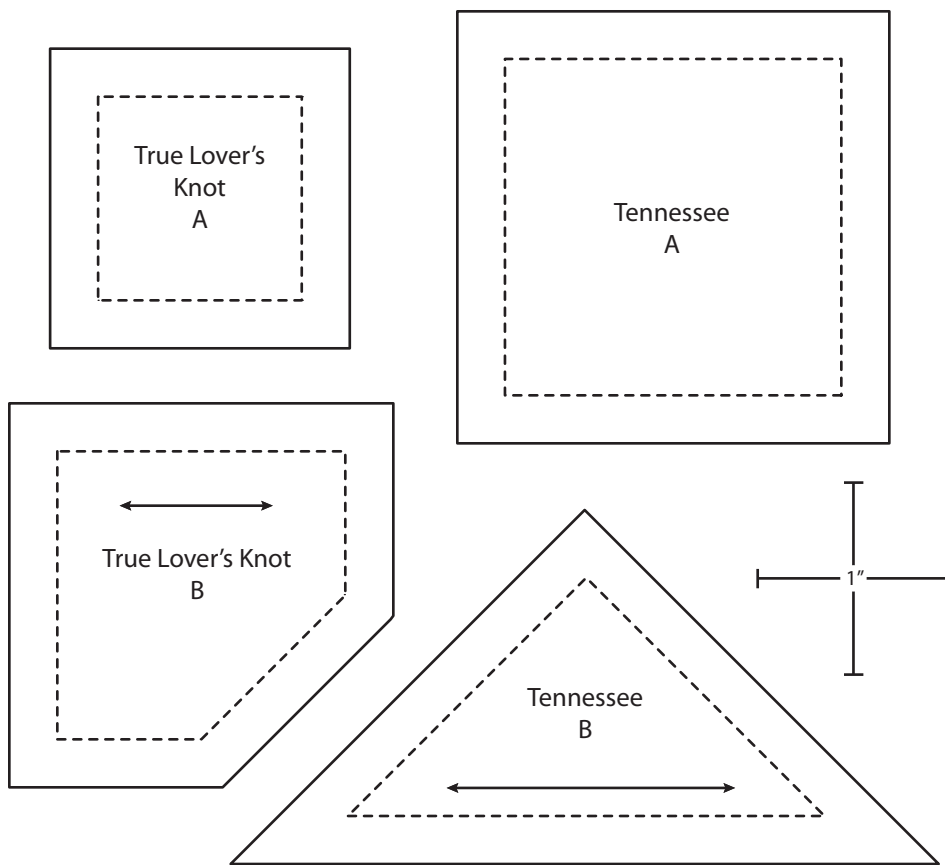 True Lover’s
Knot
A
Tennessee
A
True Lover’s Knot
B
1”
Tennessee
B